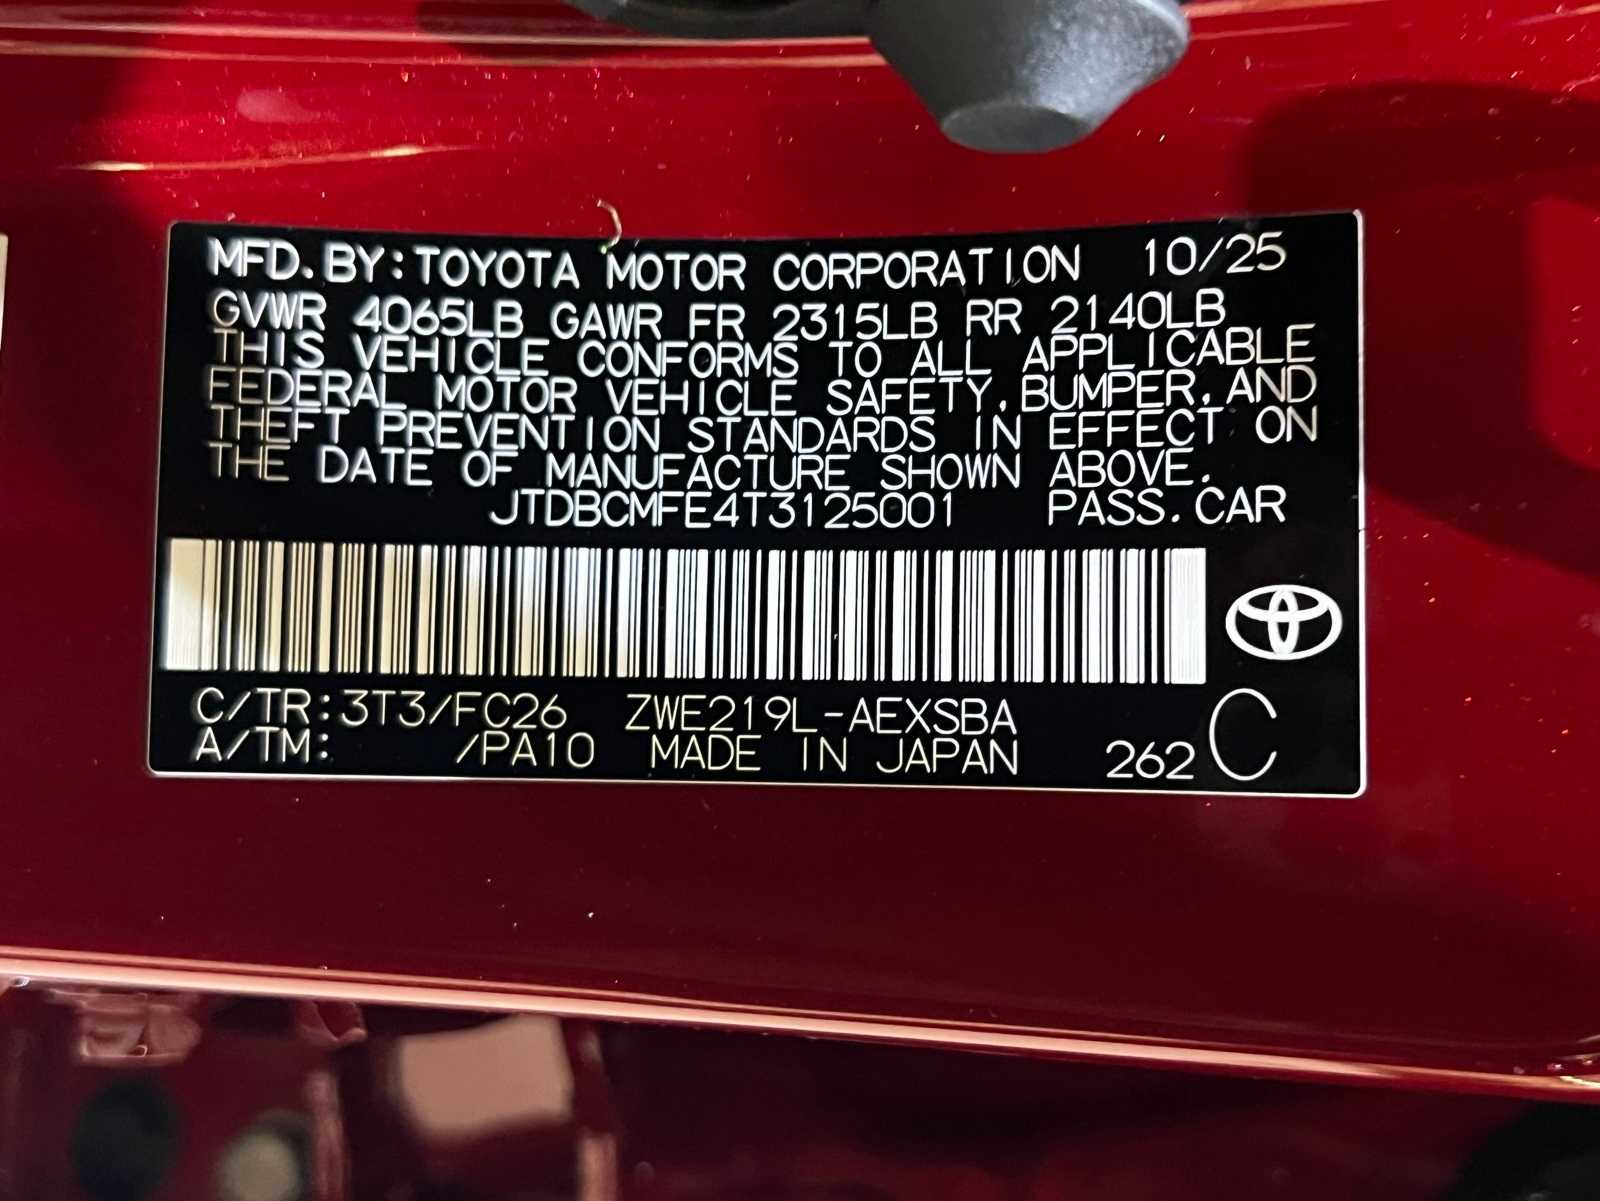 MFD.BY:TOYOTA MOTOR CORPORATION 10/25
GVWR 4065LB GAWR FR 2315LB RR 2140LB
THIS VEHICLE CONFORMS TO ALL APPLICABLE
FEDERAL MOTOR VEHICLE SAFETY,BUMPER,AND
THEFT PREVENTION STANDARDS IN EFFECT ON
THE DATE OF MANUFACTURE SHOWN ABOVE.
JTDBCMFE4T3125001 PASS.CAR
C/TR:3T3/FC26 ZWE219L-AEXSBA
A/TM: /PA10 MADE IN JAPAN 262 C